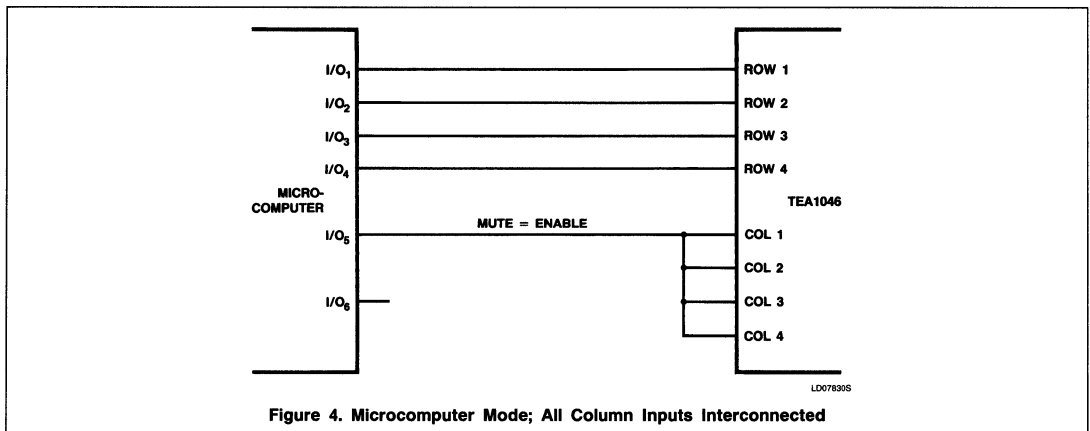 I/O1
ROW 1
I/O2
ROW 2
I/O3
ROW 3
I/O4
ROW 4
MICRO-
COMPUTER
TEA1046
I/O5
MUTE = ENABLE
COL 1
COL 2
COL 3
I/O6
COL 4
LD07830S
Figure 4. Microcomputer Mode; All Column Inputs Interconnected